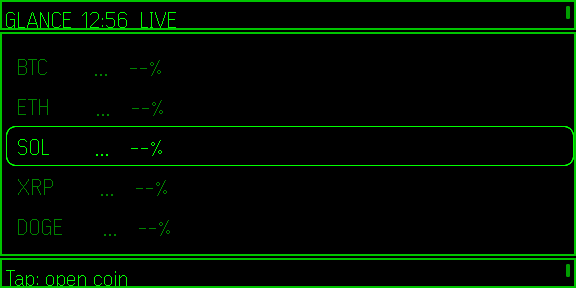 GLANCE 12:56 LIVE
BTC ... --%
ETH ... --%
SOL ... --%
XRP ... --%
DOGE ... --%
Tap: open coin